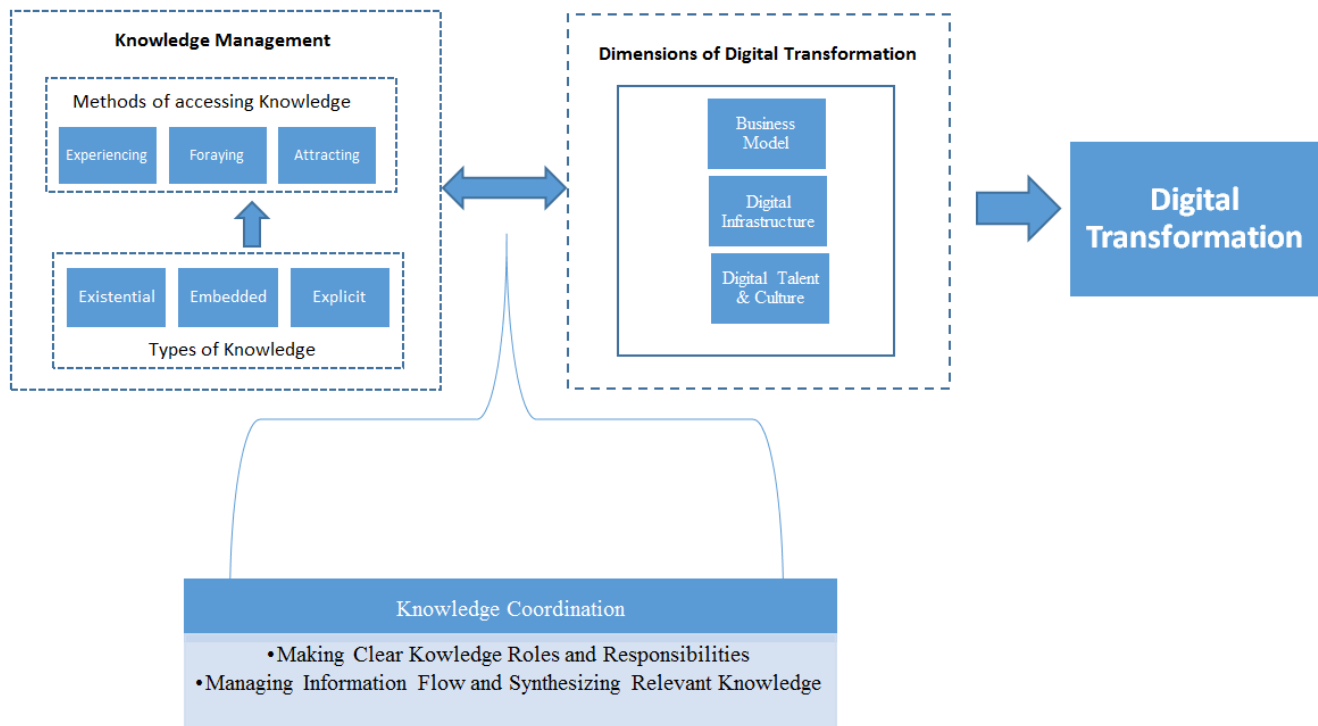 Knowledge Management
Methods of accessing Knowledge
Experiencing
Foraying
Attracting
Existential
Embedded
Explicit
Types of Knowledge
Dimensions of Digital Transformation
Business
Model
Digital
Infrastructure
Digital Talent
& Culture
Digital
Transformation
Knowledge Coordination
•Making Clear Kowledge Roles and Responsibilities
•Managing Information Flow and Synthesizing Relevant Knowledge